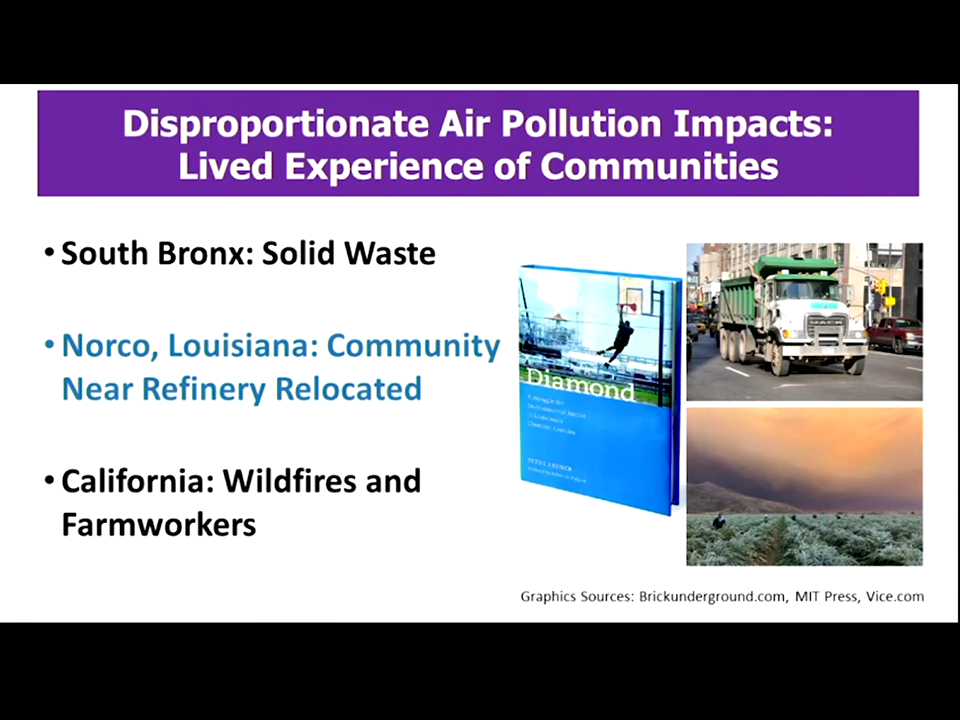 Disproportionate Air Pollution Impacts:
Lived Experience of Communities
• South Bronx: Solid Waste
• Norco, Louisiana: Community
Near Refinery Relocated
• California: Wildfires and
Farmworkers
Diamond
MACK
Graphics Sources: Brickunderground.com, MIT Press, Vice.com